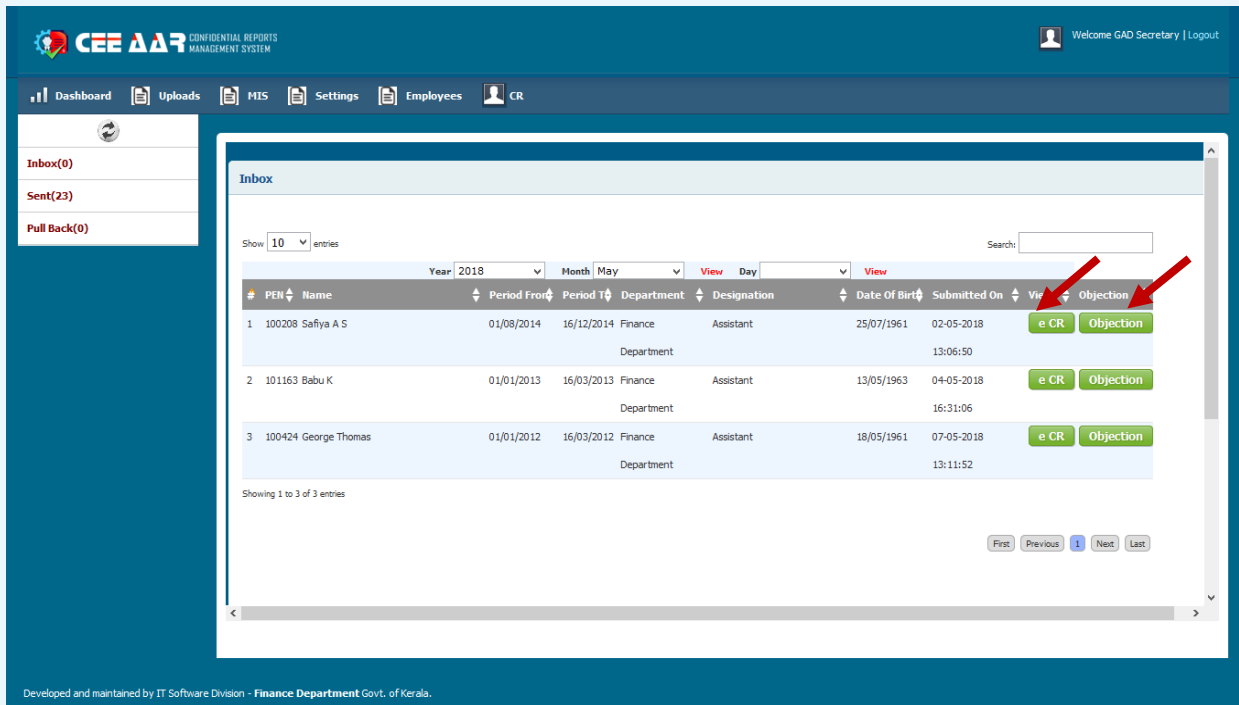 CEE AAR CONFIDENTIAL REPORTS
MANAGEMENT SYSTEM
Welcome GAD Secretary | Logout
Dashboard Uploads MIS Settings Employees CR
Inbox(0)
Sent(23)
Pull Back(0)
Inbox
Show 10 entries Search:
Year 2018 Month May View Day View
# PEN Name Period From Period T Department Designation Date Of Birt Submitted On Vie Objection
1 100208 Safiya A S 01/08/2014 16/12/2014 Finance Assistant 25/07/1961 02-05-2018 e CR Objection
Department 13:06:50
2 101163 Babu K 01/01/2013 16/03/2013 Finance Assistant 13/05/1963 04-05-2018 e CR Objection
Department 16:31:06
3 100424 George Thomas 01/01/2012 16/03/2012 Finance Assistant 18/05/1961 07-05-2018 e CR Objection
Department 13:11:52
Showing 1 to 3 of 3 entries
First Previous 1 Next Last
Developed and maintained by IT Software Division - Finance Department Govt. of Kerala.